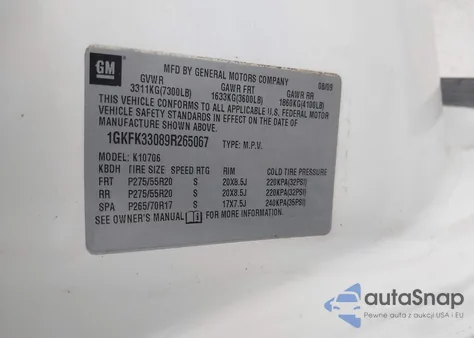 GM
MFD BY GENERAL MOTORS COMPANY
08/09
GVWR GAWR FRT GAWR RR
3311KG(7300LB) 1633KG(3600LB) 1860KG(4100LB)
THIS VEHICLE CONFORMS TO ALL APPLICABLE U.S. FEDERAL MOTOR
VEHICLE SAFETY STANDARDS IN EFFECT ON THE DATE OF
MANUFACTURE SHOWN ABOVE.
1GKFK33089R265067 TYPE: M.P.V.
MODEL: K10706
KBDH TIRE SIZE SPEED RTG RIM COLD TIRE PRESSURE
FRT P275/55R20 S 20X8.5J 220KPA(32PSI)
RR P275/55R20 S 20X8.5J 220KPA(32PSI)
SPA P265/70R17 S 17X7.5J 240KPA(35PSI)
SEE OWNER'S MANUAL FOR MORE INFORMATION
autaSnap
Pewne auta z aukcji USA i EU